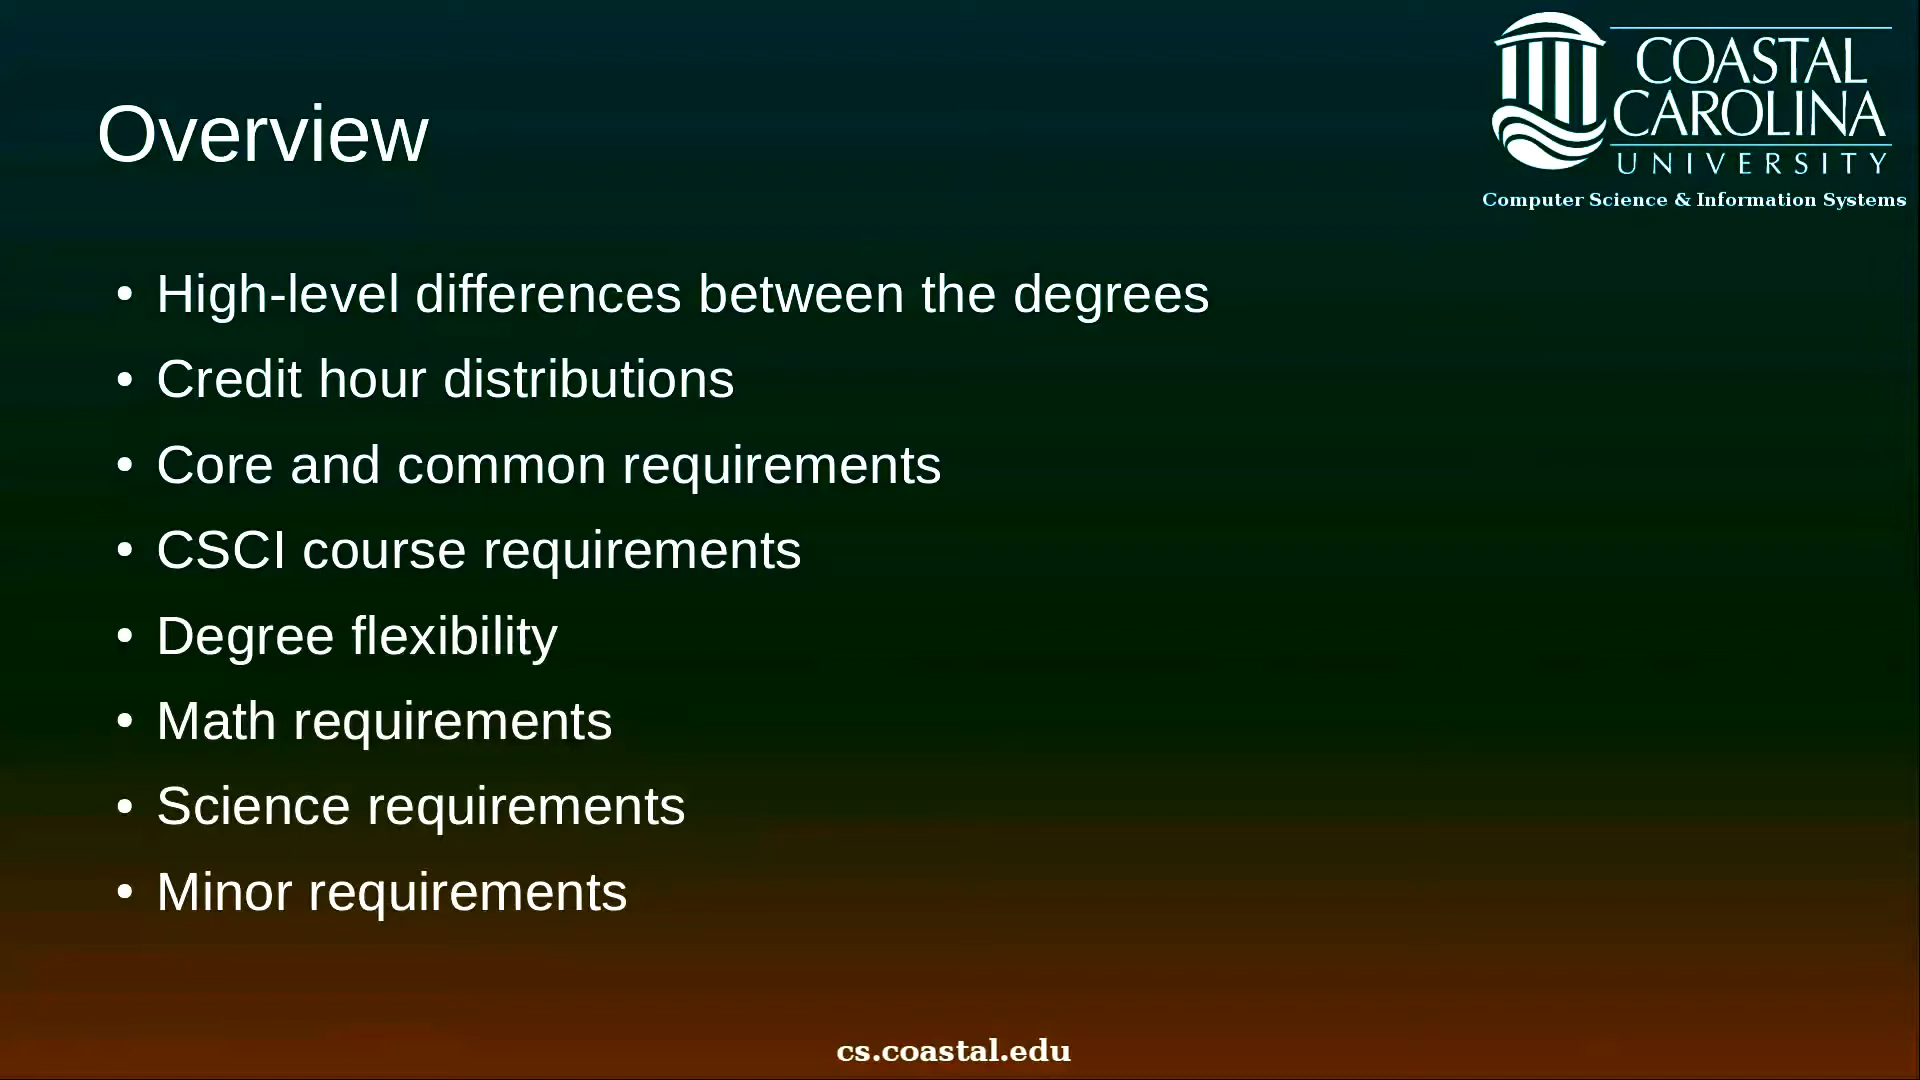 Overview
COASTAL
CAROLINA
UNIVERSITY
Computer Science & Information Systems
• High-level differences between the degrees
• Credit hour distributions
• Core and common requirements
• CSCI course requirements
• Degree flexibility
• Math requirements
• Science requirements
• Minor requirements
cs.coastal.edu